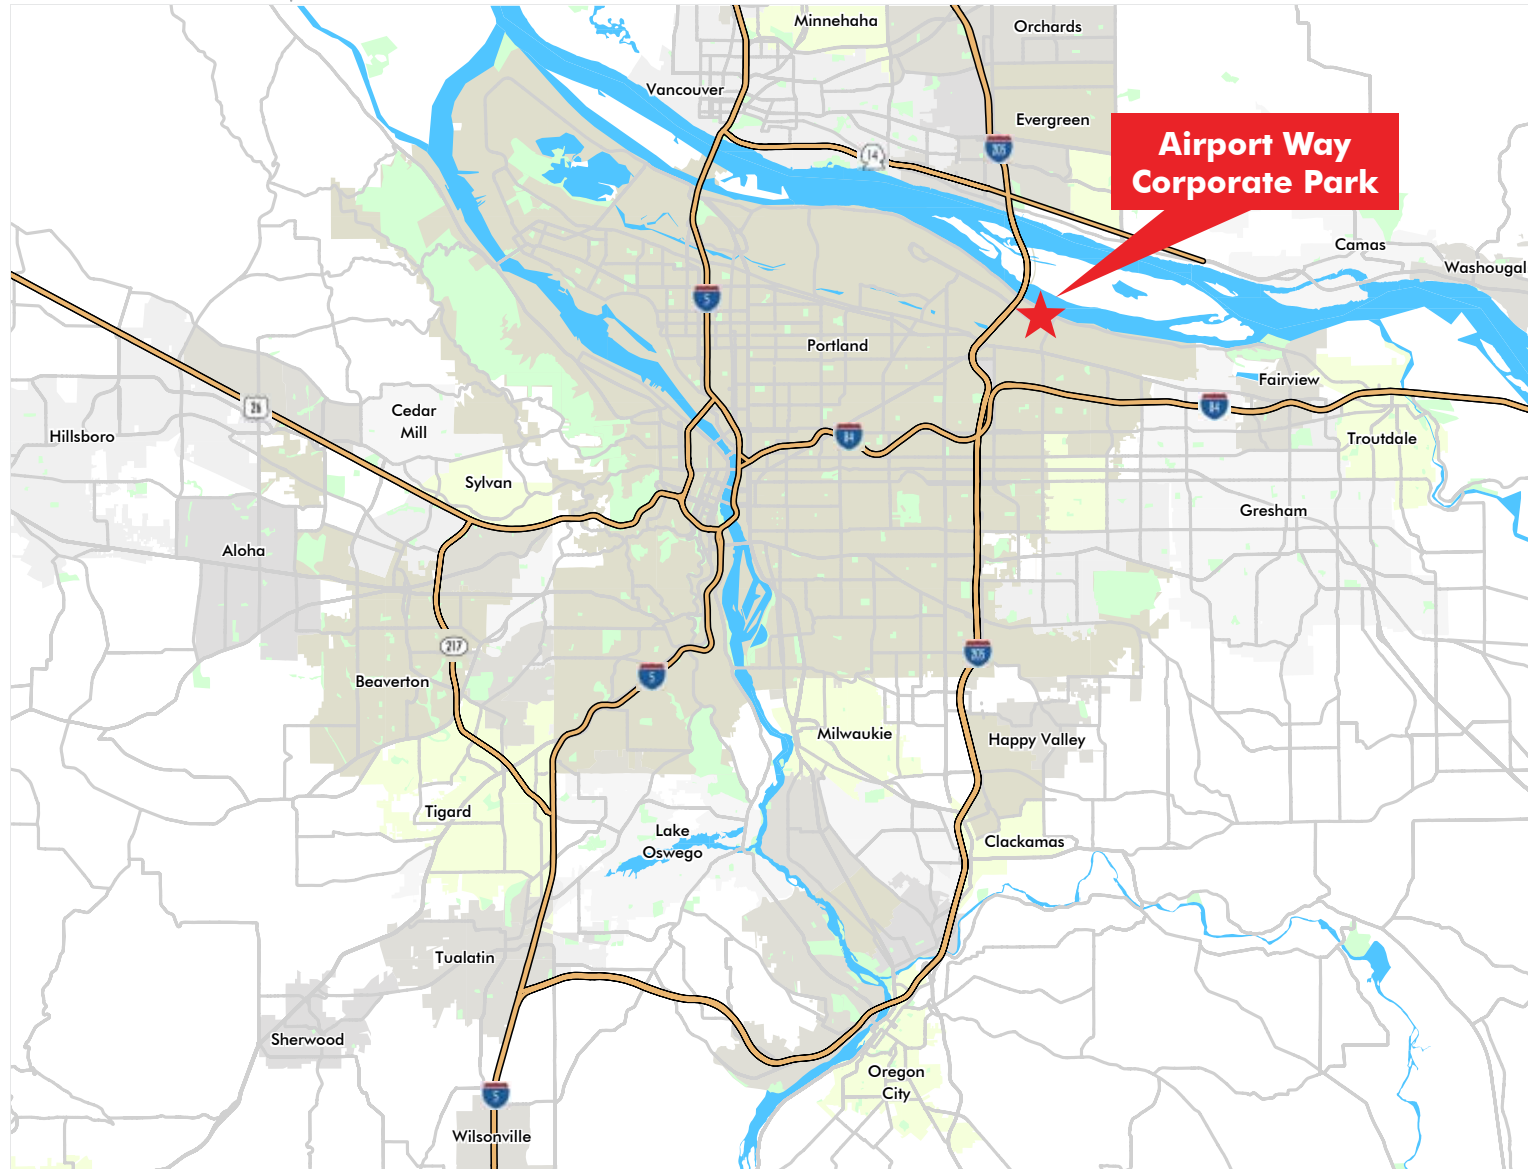 Minnehaha
Orchards
Vancouver
Evergreen
205
14
Airport Way
Corporate Park
Camas
Washougal
5
Portland
Fairview
26
84
Cedar
Mill
Hillsboro
84
Troutdale
Sylvan
Gresham
Aloha
217
205
5
Beaverton
Milwaukie
Happy Valley
Tigard
Lake
Oswego
Clackamas
Tualatin
Sherwood
Oregon
City
5
Wilsonville